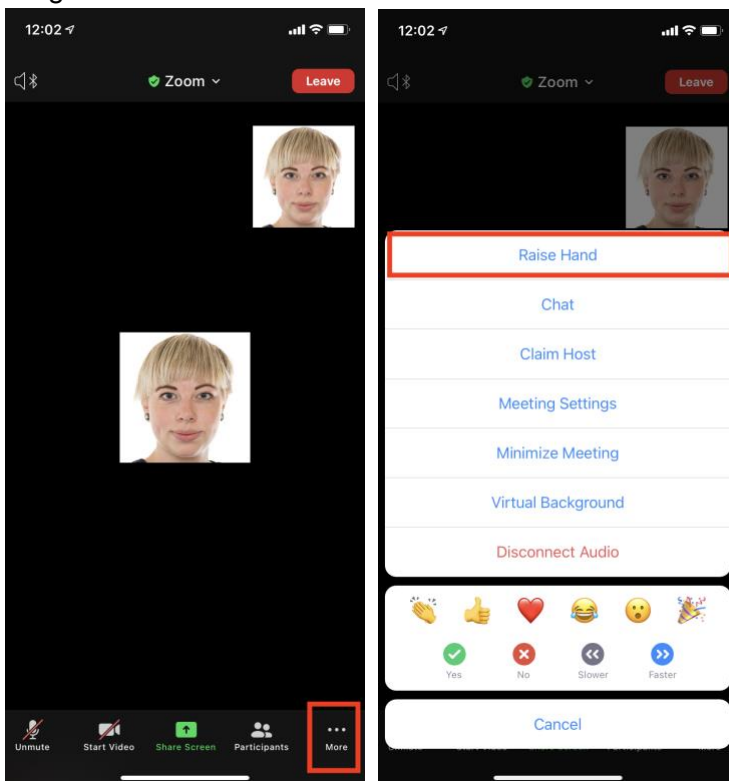 12:02
Zoom
Leave
Unmute
Start Video
Share Screen
Participants
More
12:02
Zoom
Leave
Raise Hand
Chat
Claim Host
Meeting Settings
Minimize Meeting
Virtual Background
Disconnect Audio
Yes
No
Slower
Faster
Cancel